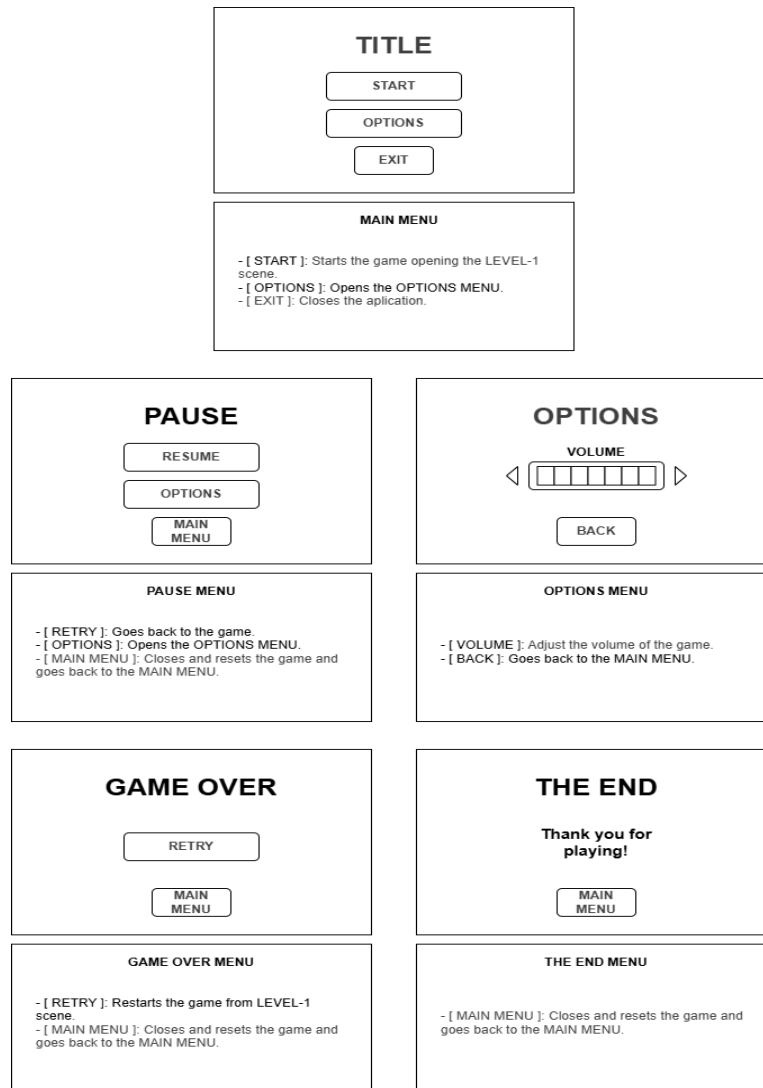 TITLE
START
OPTIONS
EXIT
MAIN MENU
- [ START ]: Starts the game opening the LEVEL-1
scene.
- [ OPTIONS ]: Opens the OPTIONS MENU.
- [ EXIT ]: Closes the aplication.
PAUSE
RESUME
OPTIONS
MAIN
MENU
PAUSE MENU
- [ RETRY ]: Goes back to the game.
- [ OPTIONS ]: Opens the OPTIONS MENU.
- [ MAIN MENU ]: Closes and resets the game and
goes back to the MAIN MENU.
OPTIONS
VOLUME
BACK
OPTIONS MENU
- [ VOLUME ]: Adjust the volume of the game.
- [ BACK ]: Goes back to the MAIN MENU.
GAME OVER
RETRY
MAIN
MENU
GAME OVER MENU
- [ RETRY ]: Restarts the game from LEVEL-1
scene.
- [ MAIN MENU ]: Closes and resets the game and
goes back to the MAIN MENU.
THE END
Thank you for
playing!
MAIN
MENU
THE END MENU
- [ MAIN MENU ]: Closes and resets the game and
goes back to the MAIN MENU.